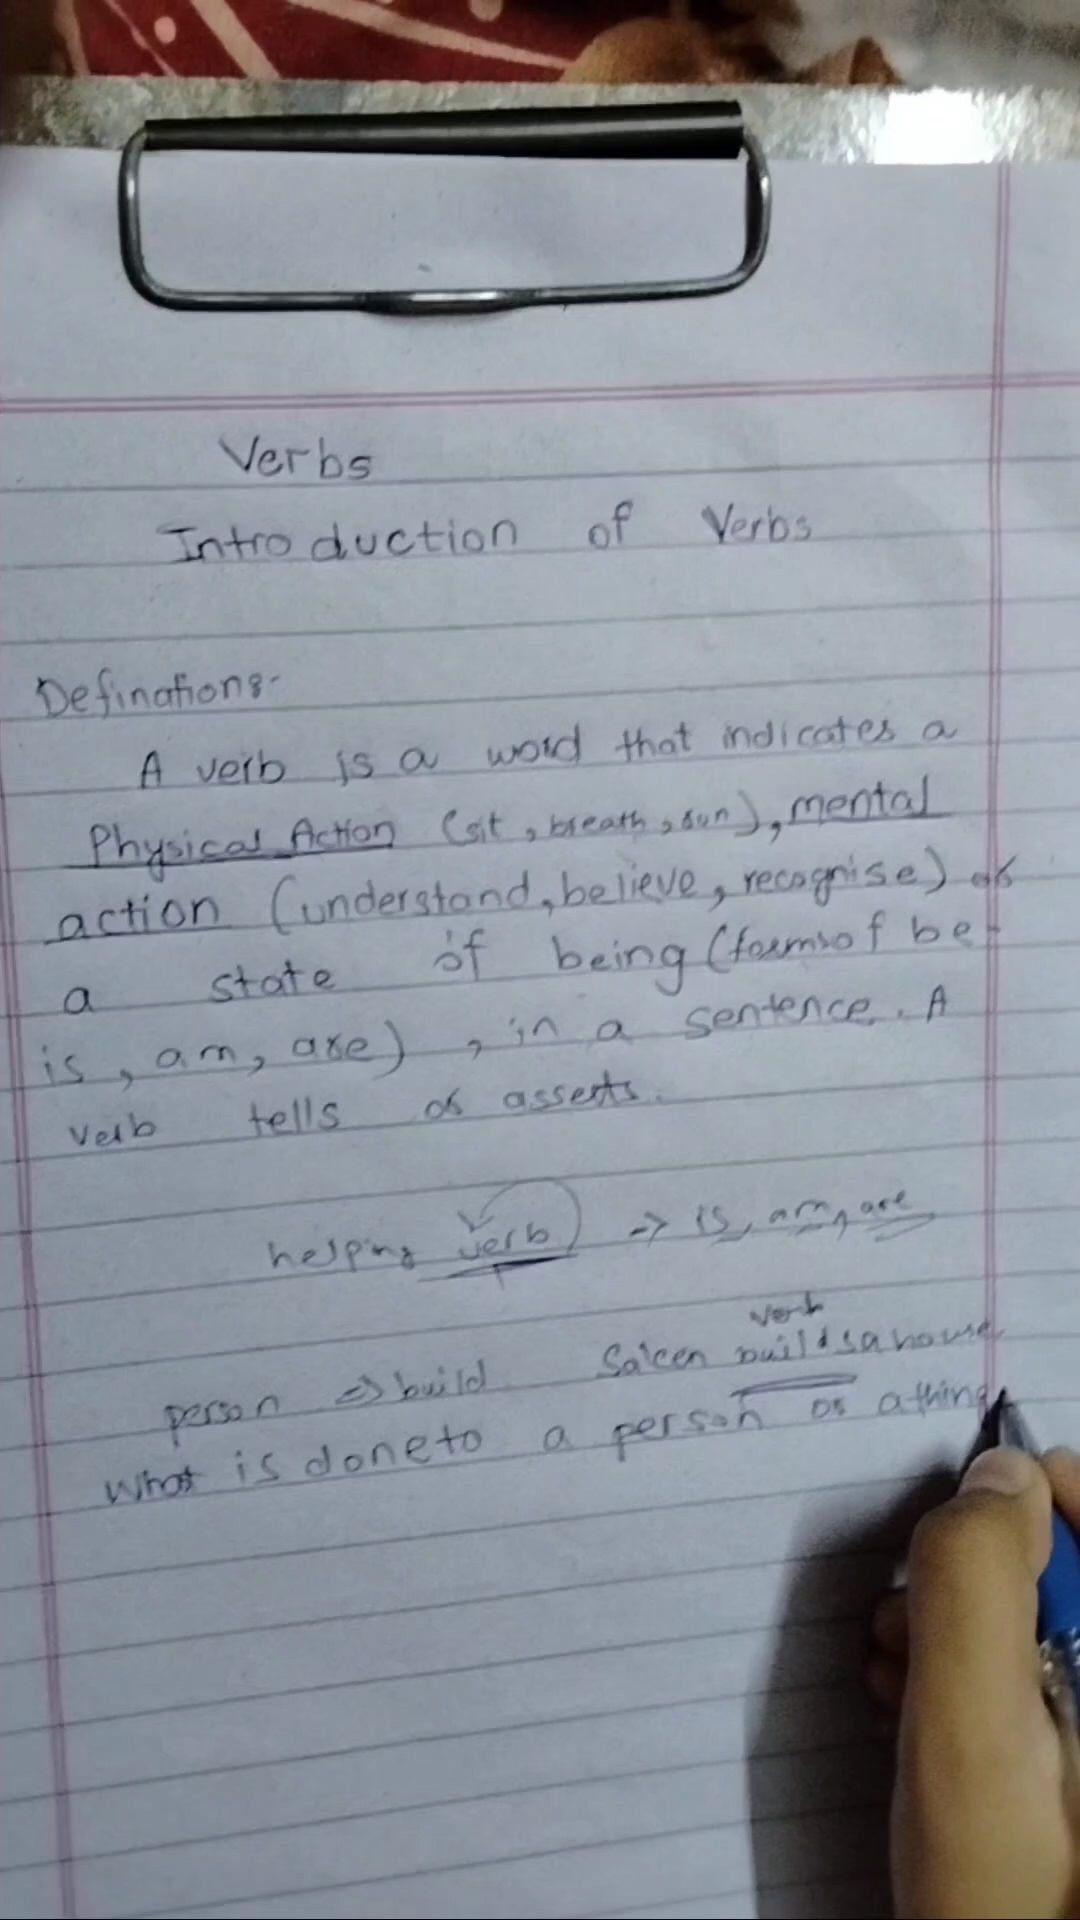 Verbs
Introduction of Verbs
Definations:-
A verb is a word that indicates a
Physical Action (sit, breath, run), mental
action (understand, believe, recognise) or
a state of being (forms of be
is, am, are), in a sentence. A
verb tells or asserts.
helping verb → is, am, are
verb
person ⇒ build Saleen builds a house
What is done to a person or a thing